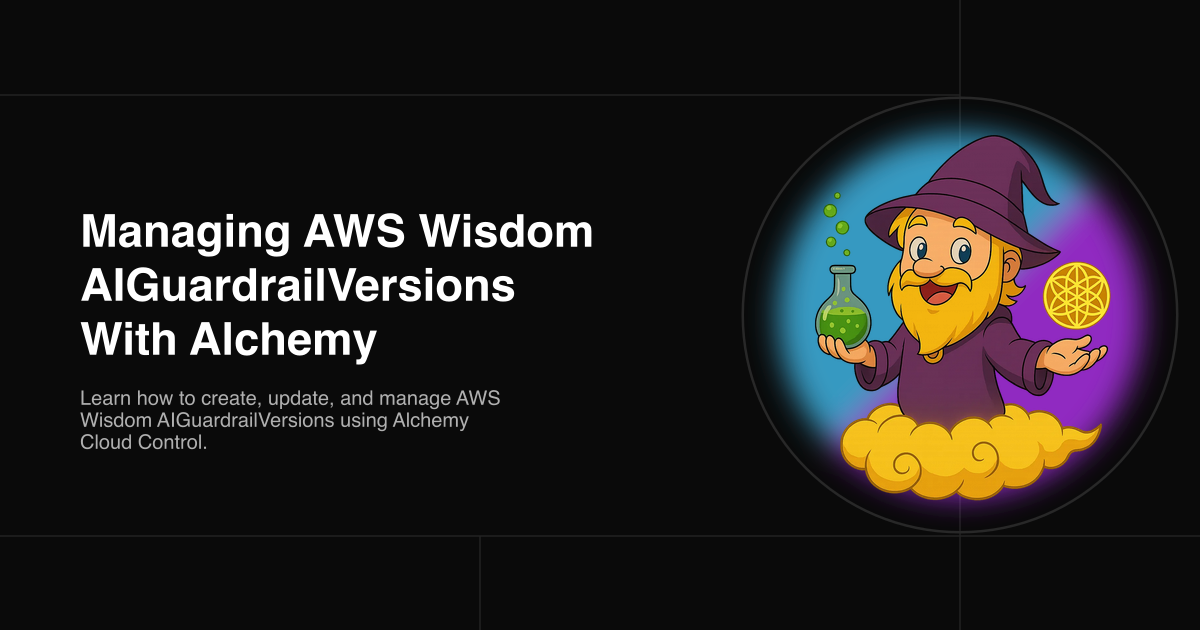 Managing AWS Wisdom
AIGuardrailVersions
With Alchemy
Learn how to create, update, and manage AWS
Wisdom AIGuardrailVersions using Alchemy
Cloud Control.